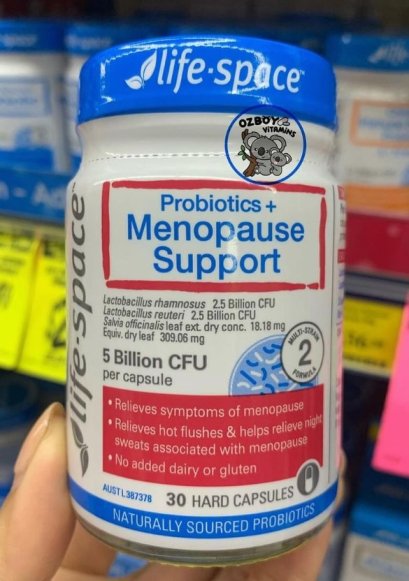 life-space
OZBOY
VITAMINS
Probiotics +
Menopause
Support
Lactobacillus rhamnosus 2.5 Billion CFU
Lactobacillus reuteri 2.5 Billion CFU
Salvia officinalis leaf ext. dry conc. 18.18 mg
Equiv. dry leaf 309.06 mg
5 Billion CFU
per capsule
MULTI-STRAIN
2
FORMULA
• Relieves symptoms of menopause
• Relieves hot flushes & helps relieve night
sweats associated with menopause
• No added dairy or gluten
AUST L 387378
30 HARD CAPSULES
NATURALLY SOURCED PROBIOTICS
life-space